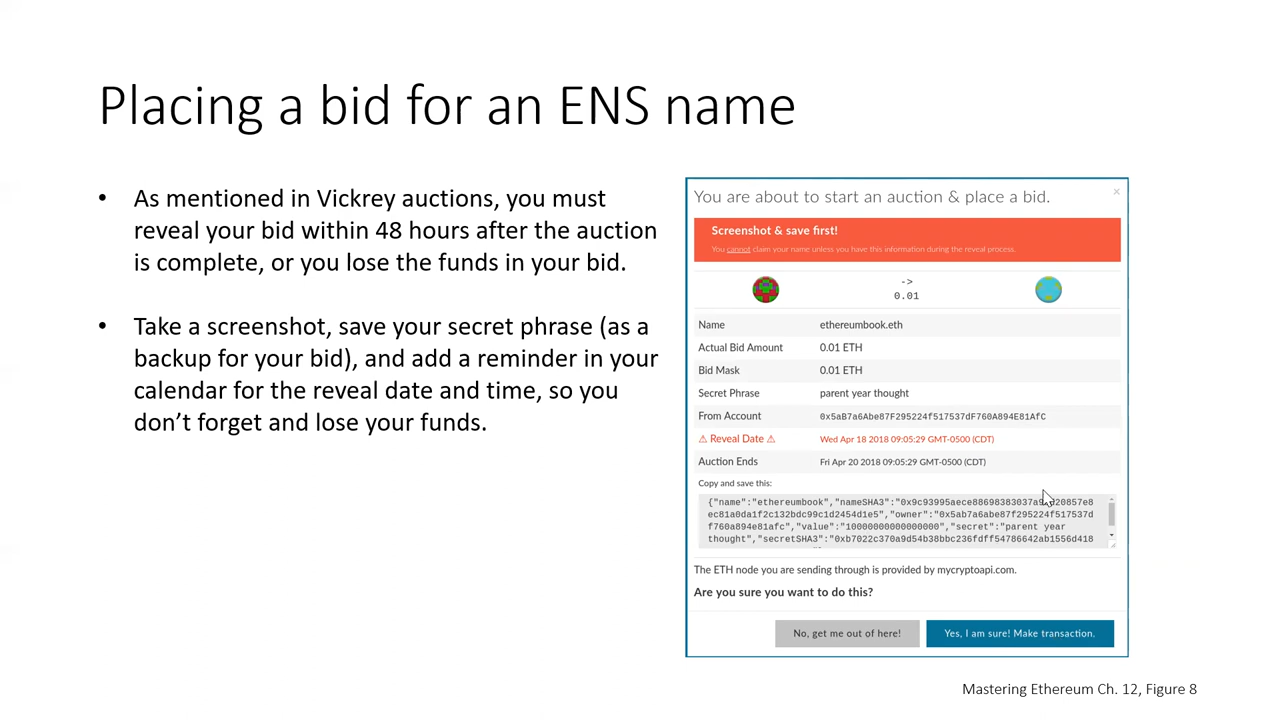 Placing a bid for an ENS name
• As mentioned in Vickrey auctions, you must
reveal your bid within 48 hours after the auction
is complete, or you lose the funds in your bid.
• Take a screenshot, save your secret phrase (as a
backup for your bid), and add a reminder in your
calendar for the reveal date and time, so you
don't forget and lose your funds.
You are about to start an auction & place a bid. ×
Screenshot & save first!
You cannot claim your name unless you have this information during the reveal process.
->
0.01
Name ethereumbook.eth
Actual Bid Amount 0.01 ETH
Bid Mask 0.01 ETH
Secret Phrase parent year thought
From Account 0x5aB7a6Abe87F295224f517537dF760A894E81AfC
⚠ Reveal Date ⚠ Wed Apr 18 2018 09:05:29 GMT-0500 (CDT)
Auction Ends Fri Apr 20 2018 09:05:29 GMT-0500 (CDT)
Copy and save this:
{"name":"ethereumbook","nameSHA3":
ec81a0da1f2c132bdc99c1d2454d1e5","owner":"0x5ab7a6abe87f295224f517537d
f760a894e81afc","value":"10000000000000000","secret":"parent year
thought","secretSHA3":"0xb7022c370a9d54b38bbc236fdff54786642ab1556d418
The ETH node you are sending through is provided by mycryptoapi.com.
Are you sure you want to do this?
No, get me out of here! Yes, I am sure! Make transaction.
Mastering Ethereum Ch. 12, Figure 8